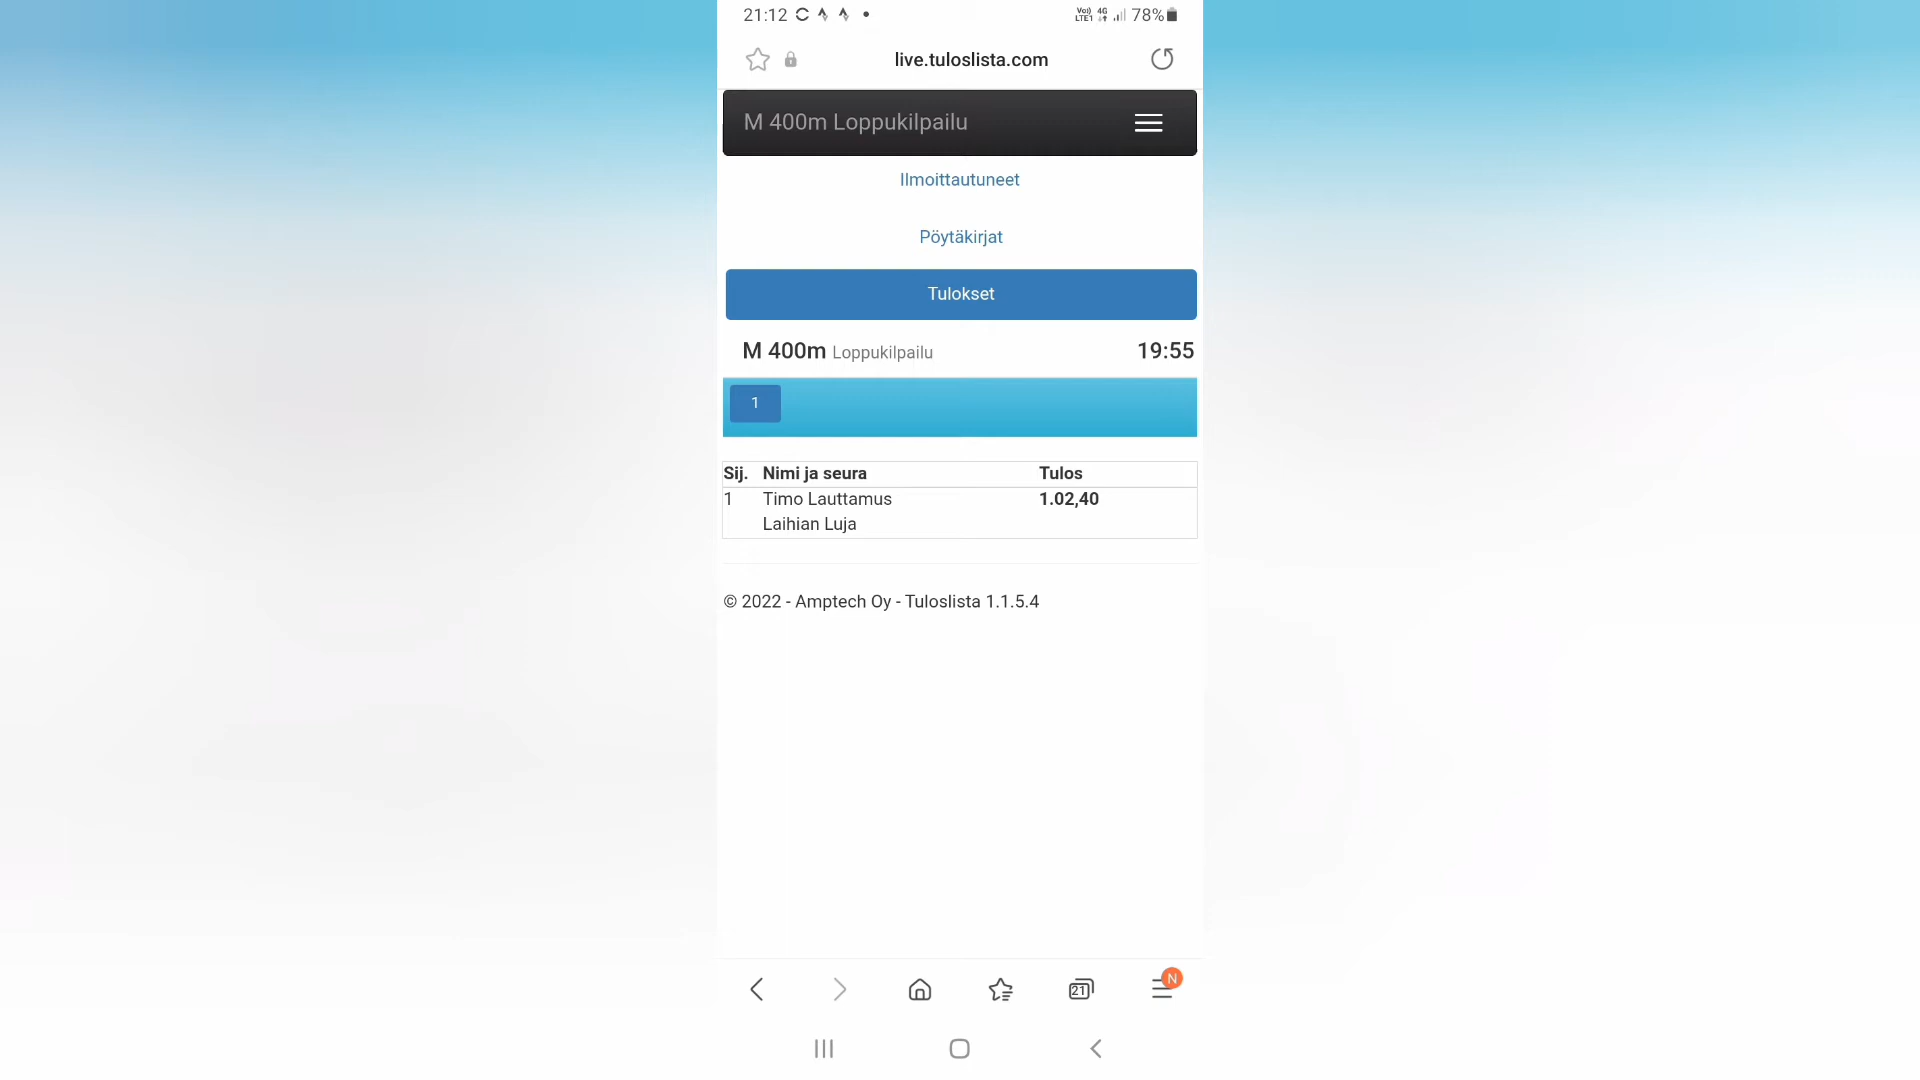 21:12 78%
live.tuloslista.com
M 400m Loppukilpailu
Ilmoittautuneet
Pöytäkirjat
Tulokset
M 400m Loppukilpailu 19:55
1
Sij. Nimi ja seura Tulos
1 Timo Lauttamus 1.02,40
Laihian Luja
© 2022 - Amptech Oy - Tuloslista 1.1.5.4
21 N